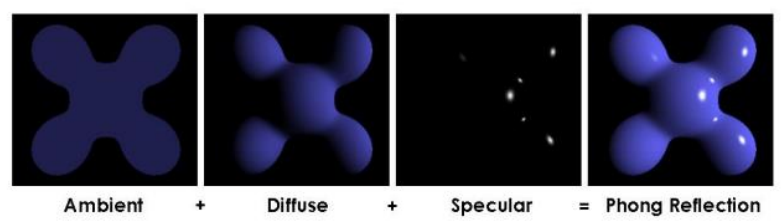 Ambient + Diffuse + Specular = Phong Reflection